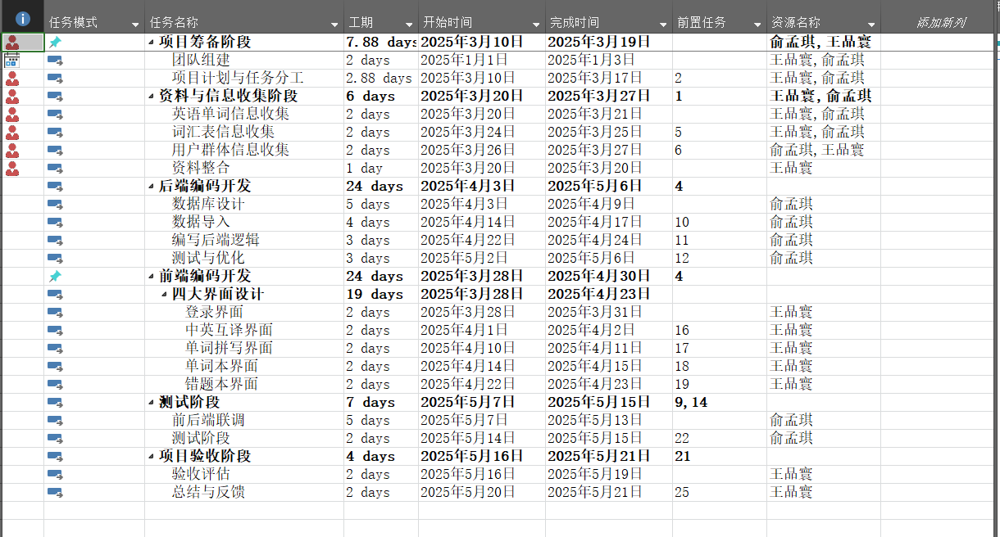 任务模式 任务名称 工期 开始时间 完成时间 前置任务 资源名称 添加新列
项目筹备阶段 7.88 days 2025年3月10日 2025年3月19日 俞孟琪,王品寰
团队组建 2 days 2025年1月1日 2025年1月3日 王品寰,俞孟琪
项目计划与任务分工 2.88 days 2025年3月10日 2025年3月17日 2 王品寰,俞孟琪
资料与信息收集阶段 6 days 2025年3月20日 2025年3月27日 1 王品寰,俞孟琪
英语单词信息收集 2 days 2025年3月20日 2025年3月21日 王品寰,俞孟琪
词汇表信息收集 2 days 2025年3月24日 2025年3月25日 5 王品寰,俞孟琪
用户群体信息收集 2 days 2025年3月26日 2025年3月27日 6 俞孟琪,王品寰
资料整合 1 day 2025年3月20日 2025年3月20日 王品寰
后端编码开发 24 days 2025年4月3日 2025年5月6日 4
数据库设计 5 days 2025年4月3日 2025年4月9日 俞孟琪
数据导入 4 days 2025年4月14日 2025年4月17日 10 俞孟琪
编写后端逻辑 3 days 2025年4月22日 2025年4月24日 11 俞孟琪
测试与优化 3 days 2025年5月2日 2025年5月6日 12 俞孟琪
前端编码开发 24 days 2025年3月28日 2025年4月30日 4
四大界面设计 19 days 2025年3月28日 2025年4月23日
登录界面 2 days 2025年3月28日 2025年3月31日 王品寰
中英互译界面 2 days 2025年4月1日 2025年4月2日 16 王品寰
单词拼写界面 2 days 2025年4月10日 2025年4月11日 17 王品寰
单词本界面 2 days 2025年4月14日 2025年4月15日 18 王品寰
错题本界面 2 days 2025年4月22日 2025年4月23日 19 王品寰
测试阶段 7 days 2025年5月7日 2025年5月15日 9,14
前后端联调 5 days 2025年5月7日 2025年5月13日 俞孟琪
测试阶段 2 days 2025年5月14日 2025年5月15日 22 俞孟琪
项目验收阶段 4 days 2025年5月16日 2025年5月21日 21
验收评估 2 days 2025年5月16日 2025年5月19日 王品寰
总结与反馈 2 days 2025年5月20日 2025年5月21日 25 王品寰